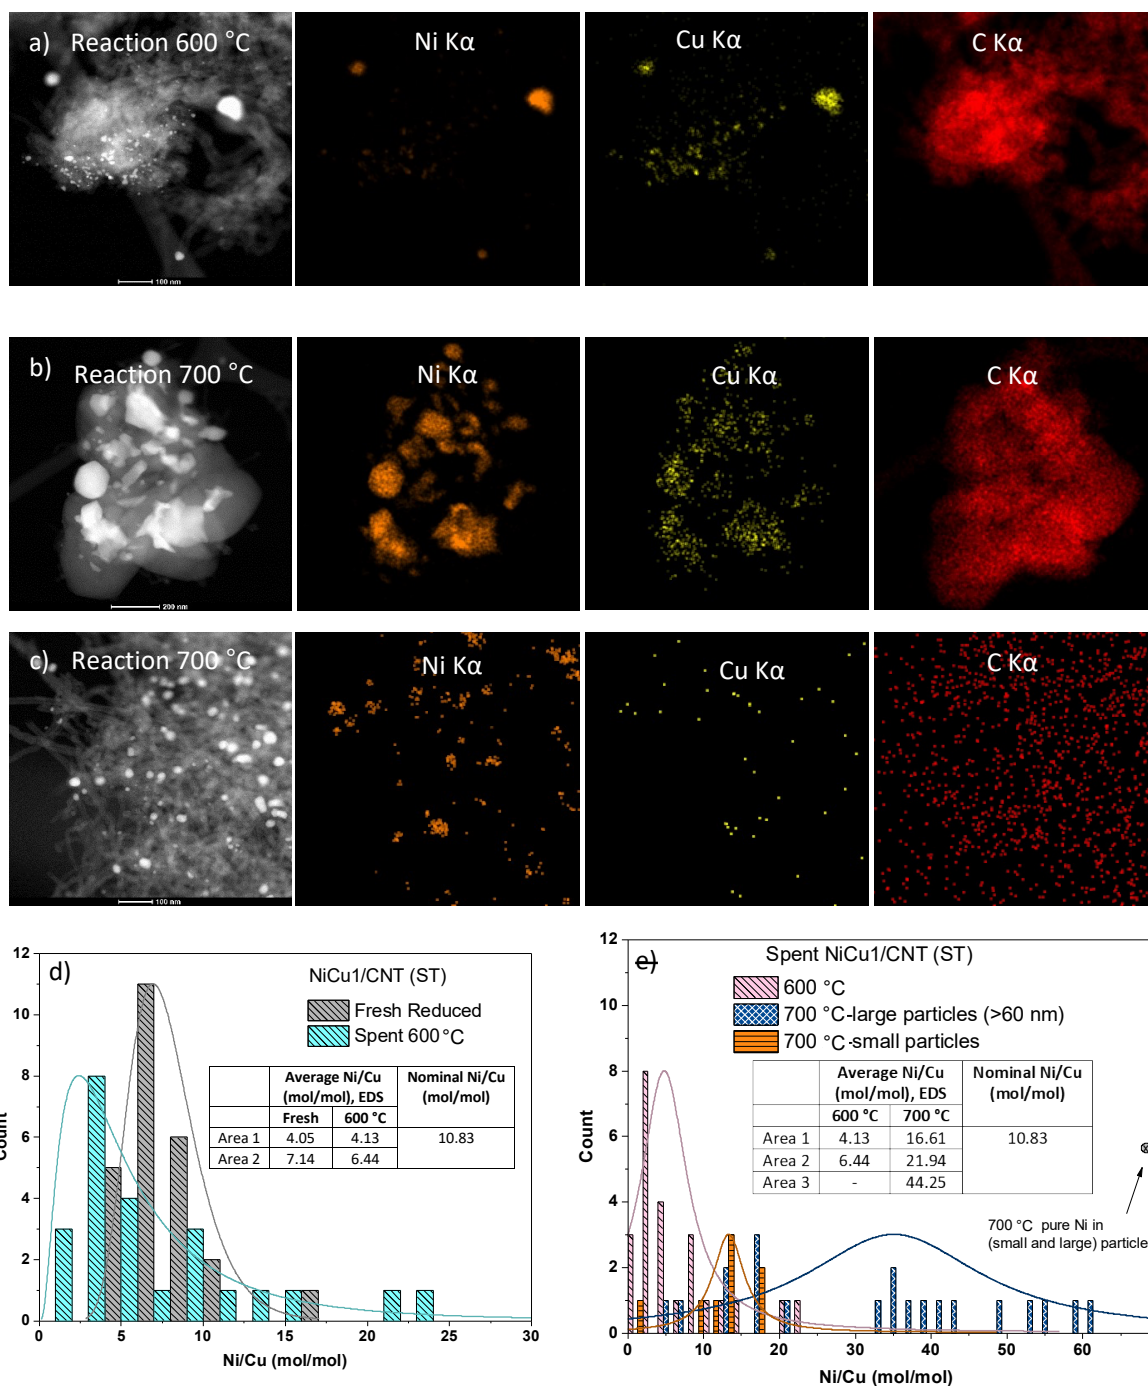 a) Reaction 600 °C
Ni Kα
Cu Kα
C Kα
100 nm
b) Reaction 700 °C
Ni Kα
Cu Kα
C Kα
200 nm
c) Reaction 700 °C
Ni Kα
Cu Kα
C Kα
100 nm
d)
NiCu1/CNT (ST)
Fresh Reduced
Spent 600 °C
Average Ni/Cu (mol/mol), EDS
Nominal Ni/Cu (mol/mol)
Fresh 600 °C
Area 1 4.05 4.13 10.83
Area 2 7.14 6.44
Count
12
10
8
6
4
2
0
0 5 10 15 20 25 30
Ni/Cu (mol/mol)
e)
Spent NiCu1/CNT (ST)
600 °C
700 °C-large particles (>60 nm)
700 °C-small particles
Average Ni/Cu (mol/mol), EDS
Nominal Ni/Cu (mol/mol)
600 °C 700 °C
Area 1 4.13 16.61 10.83
Area 2 6.44 21.94
Area 3 - 44.25
700 °C pure Ni in
(small and large) particle
Count
12
10
8
6
4
2
0
0 10 20 30 40 50 60
Ni/Cu (mol/mol)